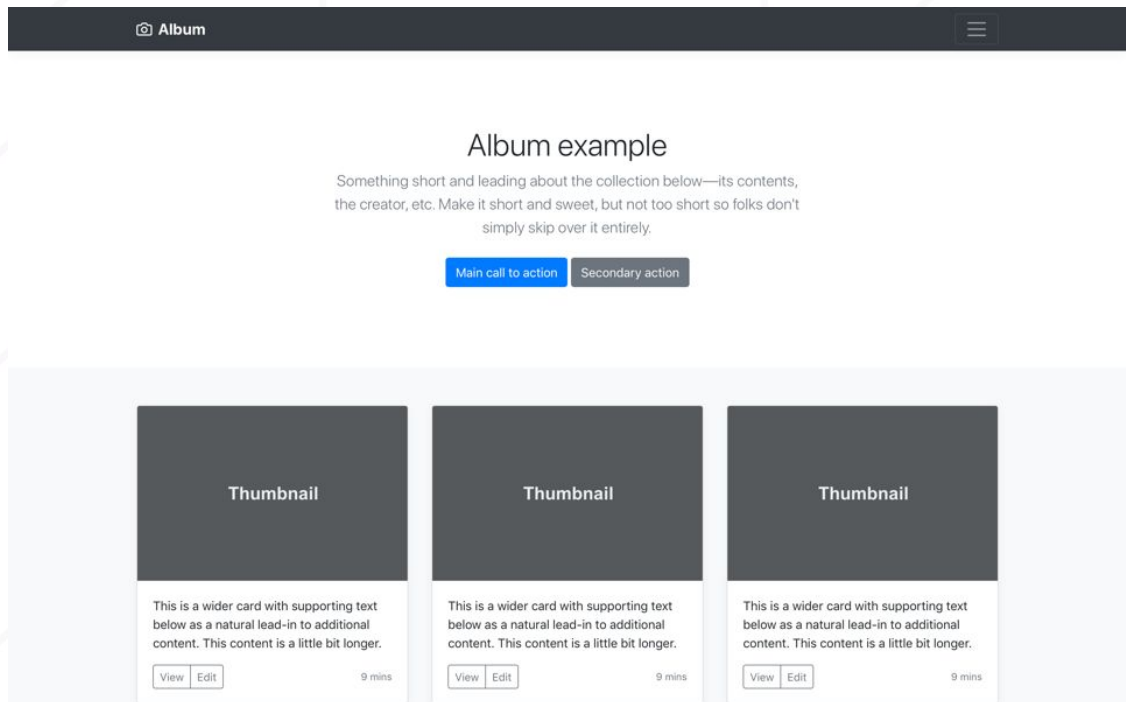 Album
Album example
Something short and leading about the collection below—its contents,
the creator, etc. Make it short and sweet, but not too short so folks don't
simply skip over it entirely.
Main call to action Secondary action
Thumbnail
This is a wider card with supporting text
below as a natural lead-in to additional
content. This content is a little bit longer.
View Edit 9 mins
Thumbnail
This is a wider card with supporting text
below as a natural lead-in to additional
content. This content is a little bit longer.
View Edit 9 mins
Thumbnail
This is a wider card with supporting text
below as a natural lead-in to additional
content. This content is a little bit longer.
View Edit 9 mins